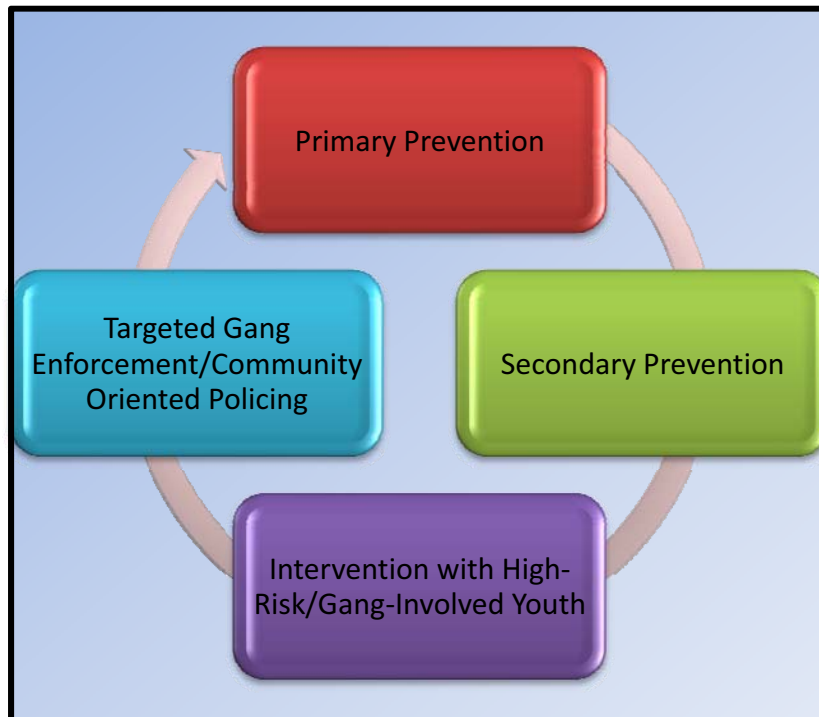 Primary Prevention
Secondary Prevention
Intervention with High-
Risk/Gang-Involved Youth
Targeted Gang
Enforcement/Community
Oriented Policing